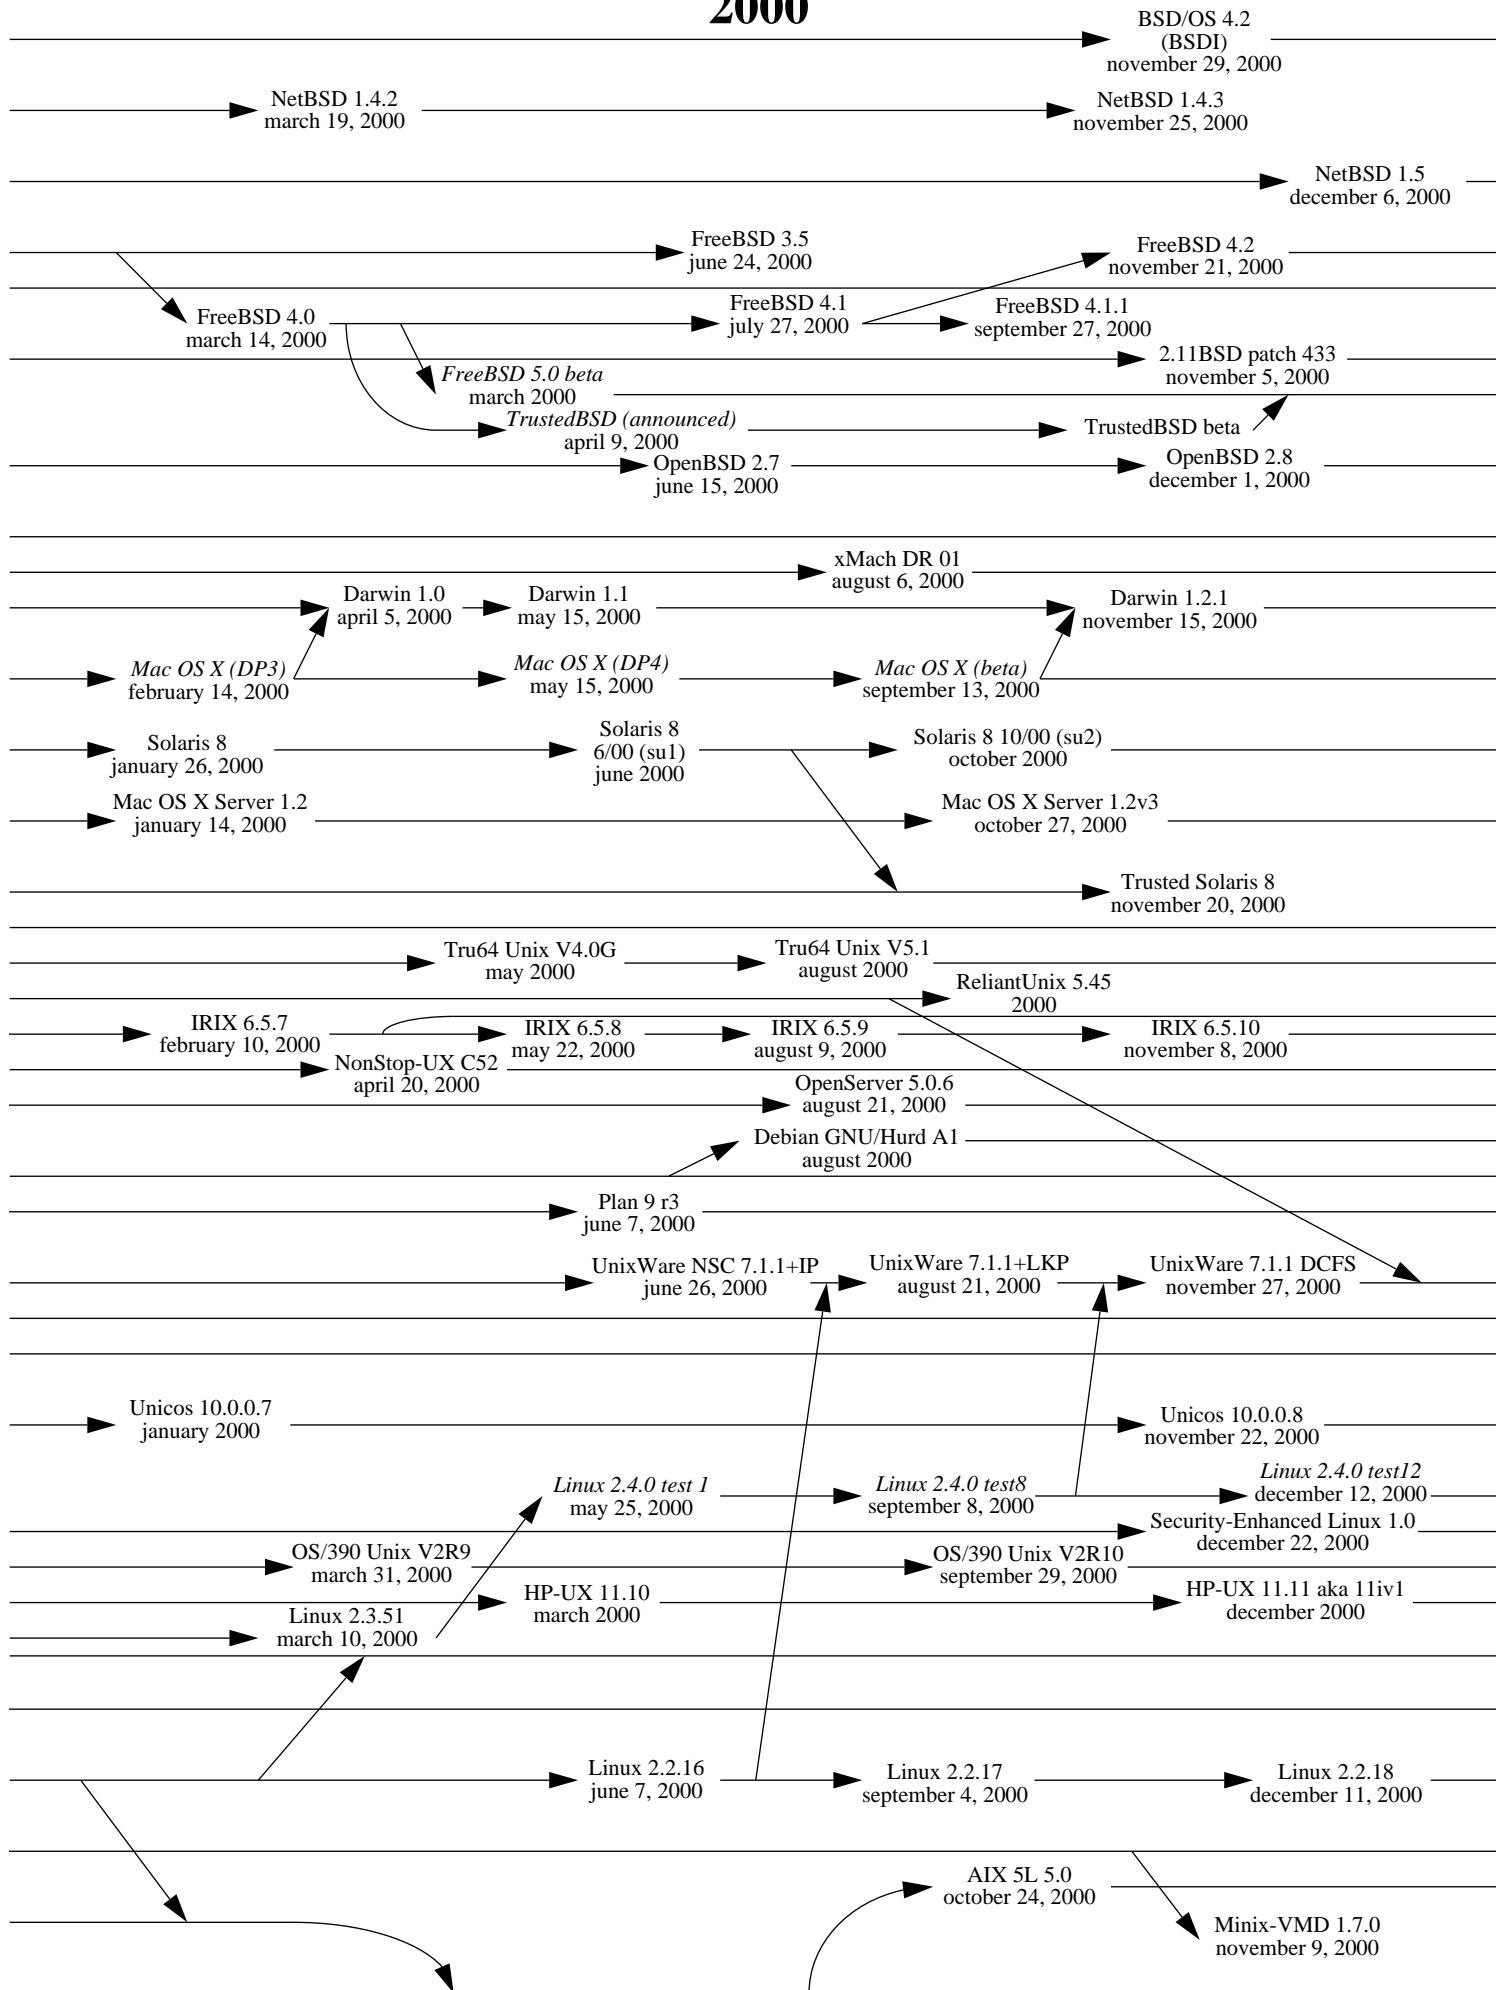 2000
BSD/OS 4.2
(BSDI)
november 29, 2000
NetBSD 1.4.2
march 19, 2000
NetBSD 1.4.3
november 25, 2000
NetBSD 1.5
december 6, 2000
FreeBSD 3.5
june 24, 2000
FreeBSD 4.2
november 21, 2000
FreeBSD 4.0
march 14, 2000
FreeBSD 4.1
july 27, 2000
FreeBSD 4.1.1
september 27, 2000
2.11BSD patch 433
november 5, 2000
FreeBSD 5.0 beta
march 2000
TrustedBSD (announced)
april 9, 2000
TrustedBSD beta
OpenBSD 2.7
june 15, 2000
OpenBSD 2.8
december 1, 2000
xMach DR 01
august 6, 2000
Darwin 1.0
april 5, 2000
Darwin 1.1
may 15, 2000
Darwin 1.2.1
november 15, 2000
Mac OS X (DP3)
february 14, 2000
Mac OS X (DP4)
may 15, 2000
Mac OS X (beta)
september 13, 2000
Solaris 8
january 26, 2000
Solaris 8
6/00 (su1)
june 2000
Solaris 8 10/00 (su2)
october 2000
Mac OS X Server 1.2
january 14, 2000
Mac OS X Server 1.2v3
october 27, 2000
Trusted Solaris 8
november 20, 2000
Tru64 Unix V4.0G
may 2000
Tru64 Unix V5.1
august 2000
ReliantUnix 5.45
2000
IRIX 6.5.7
february 10, 2000
IRIX 6.5.8
may 22, 2000
IRIX 6.5.9
august 9, 2000
IRIX 6.5.10
november 8, 2000
NonStop-UX C52
april 20, 2000
OpenServer 5.0.6
august 21, 2000
Debian GNU/Hurd A1
august 2000
Plan 9 r3
june 7, 2000
UnixWare NSC 7.1.1+IP
june 26, 2000
UnixWare 7.1.1+LKP
august 21, 2000
UnixWare 7.1.1 DCFS
november 27, 2000
Unicos 10.0.0.7
january 2000
Unicos 10.0.0.8
november 22, 2000
Linux 2.4.0 test 1
may 25, 2000
Linux 2.4.0 test8
september 8, 2000
Linux 2.4.0 test12
december 12, 2000
Security-Enhanced Linux 1.0
december 22, 2000
OS/390 Unix V2R9
march 31, 2000
OS/390 Unix V2R10
september 29, 2000
HP-UX 11.10
march 2000
HP-UX 11.11 aka 11iv1
december 2000
Linux 2.3.51
march 10, 2000
Linux 2.2.16
june 7, 2000
Linux 2.2.17
september 4, 2000
Linux 2.2.18
december 11, 2000
AIX 5L 5.0
october 24, 2000
Minix-VMD 1.7.0
november 9, 2000